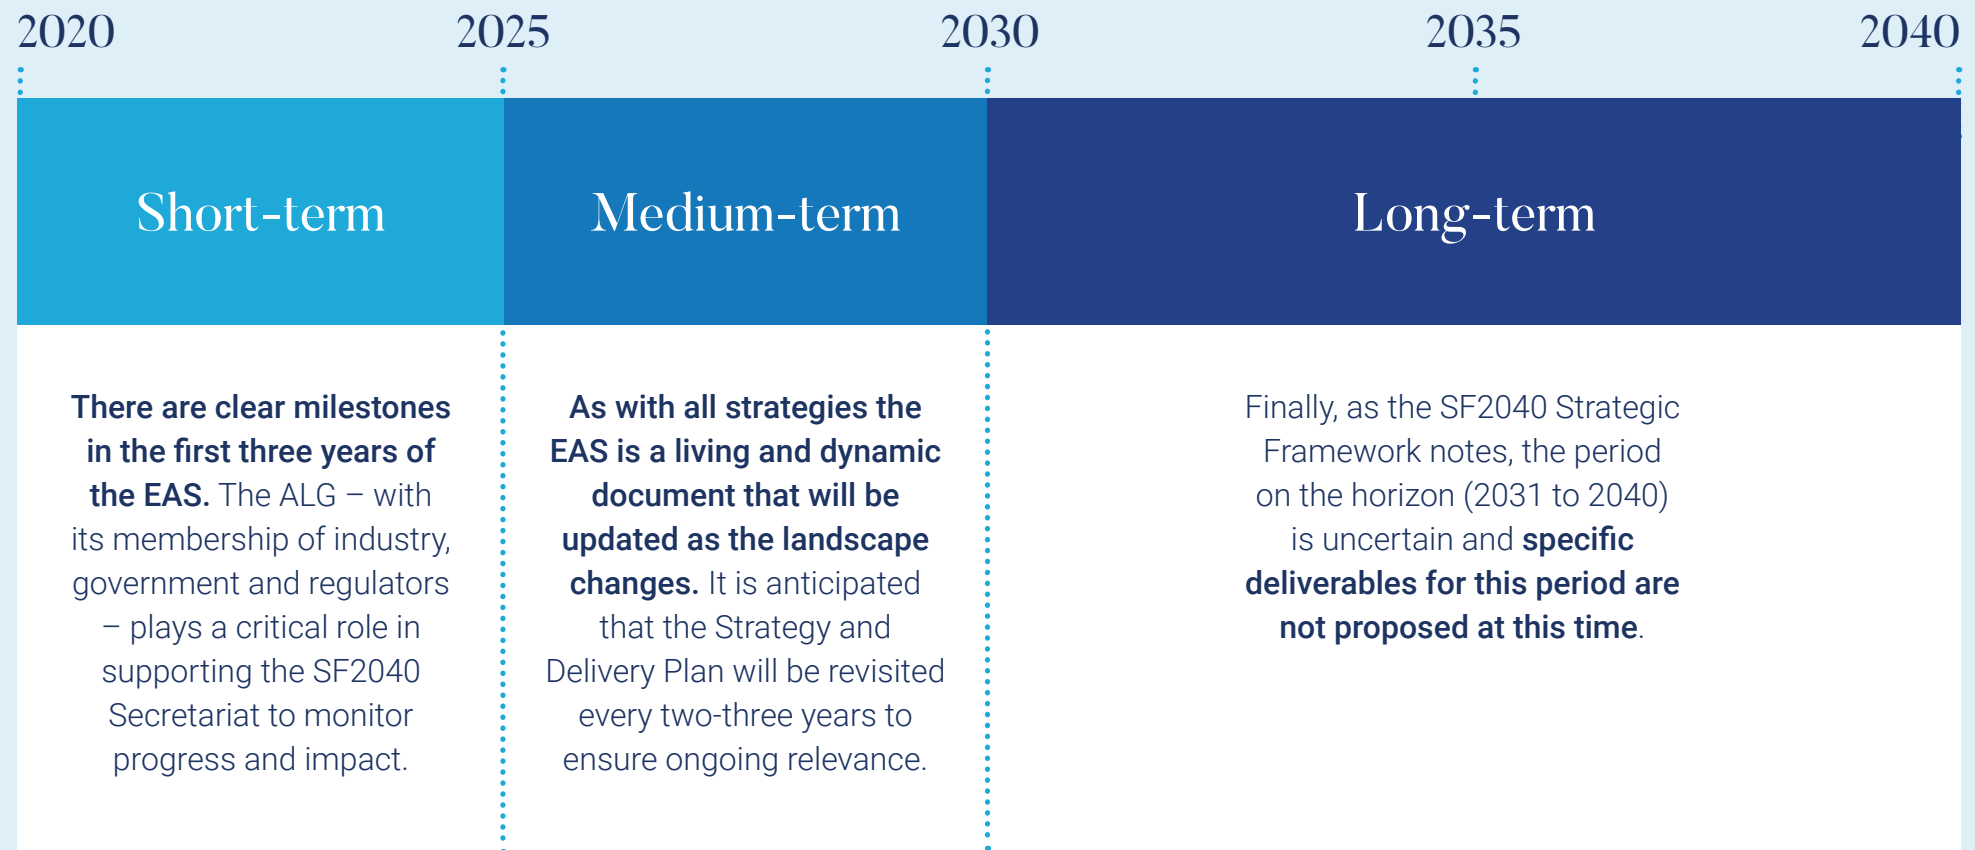 2020
2025
2030
2035
2040
Short-term
Medium-term
Long-term
There are clear milestones
in the first three years of
the EAS. The ALG – with
its membership of industry,
government and regulators
– plays a critical role in
supporting the SF2040
Secretariat to monitor
progress and impact.
As with all strategies the
EAS is a living and dynamic
document that will be
updated as the landscape
changes. It is anticipated
that the Strategy and
Delivery Plan will be revisited
every two-three years to
ensure ongoing relevance.
Finally, as the SF2040 Strategic
Framework notes, the period
on the horizon (2031 to 2040)
is uncertain and specific
deliverables for this period are
not proposed at this time.